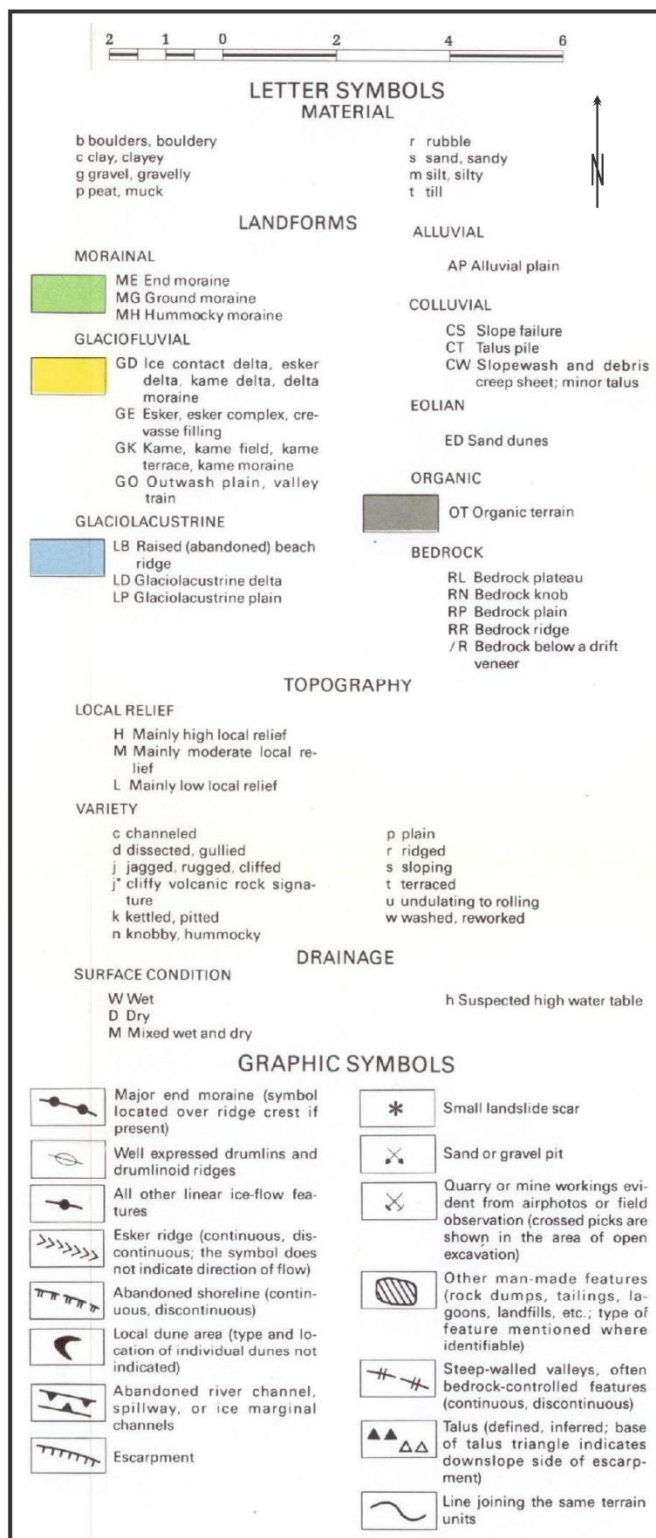 2 1 0 2 4 6
LETTER SYMBOLS
MATERIAL
b boulders, bouldery
c clay, clayey
g gravel, gravelly
p peat, muck
r rubble
s sand, sandy
m silt, silty
t till
N
LANDFORMS
MORAINAL
ME End moraine
MG Ground moraine
MH Hummocky moraine
GLACIOFLUVIAL
GD Ice contact delta, esker
delta, kame delta, delta
moraine
GE Esker, esker complex, cre-
vasse filling
GK Kame, kame field, kame
terrace, kame moraine
GO Outwash plain, valley
train
GLACIOLACUSTRINE
LB Raised (abandoned) beach
ridge
LD Glaciolacustrine delta
LP Glaciolacustrine plain
ALLUVIAL
AP Alluvial plain
COLLUVIAL
CS Slope failure
CT Talus pile
CW Slopewash and debris
creep sheet; minor talus
EOLIAN
ED Sand dunes
ORGANIC
OT Organic terrain
BEDROCK
RL Bedrock plateau
RN Bedrock knob
RP Bedrock plain
RR Bedrock ridge
/R Bedrock below a drift
veneer
TOPOGRAPHY
LOCAL RELIEF
H Mainly high local relief
M Mainly moderate local re-
lief
L Mainly low local relief
VARIETY
c channeled
d dissected, gullied
j jagged, rugged, cliffed
j* cliffy volcanic rock signa-
ture
k kettled, pitted
n knobby, hummocky
p plain
r ridged
s sloping
t terraced
u undulating to rolling
w washed, reworked
DRAINAGE
SURFACE CONDITION
W Wet
D Dry
M Mixed wet and dry
h Suspected high water table
GRAPHIC SYMBOLS
Major end moraine (symbol
located over ridge crest if
present)
Well expressed drumlins and
drumlinoid ridges
All other linear ice-flow fea-
tures
Esker ridge (continuous, dis-
continuous; the symbol does
not indicate direction of flow)
Abandoned shoreline (contin-
uous, discontinuous)
Local dune area (type and lo-
cation of individual dunes not
indicated)
Abandoned river channel,
spillway, or ice marginal
channels
Escarpment
Small landslide scar
Sand or gravel pit
Quarry or mine workings evi-
dent from airphotos or field
observation (crossed picks are
shown in the area of open
excavation)
Other man-made features
(rock dumps, tailings, la-
goons, landfills, etc.; type of
feature mentioned where
identifiable)
Steep-walled valleys, often
bedrock-controlled features
(continuous, discontinuous)
Talus (defined, inferred; base
of talus triangle indicates
downslope side of escarp-
ment)
Line joining the same terrain
units